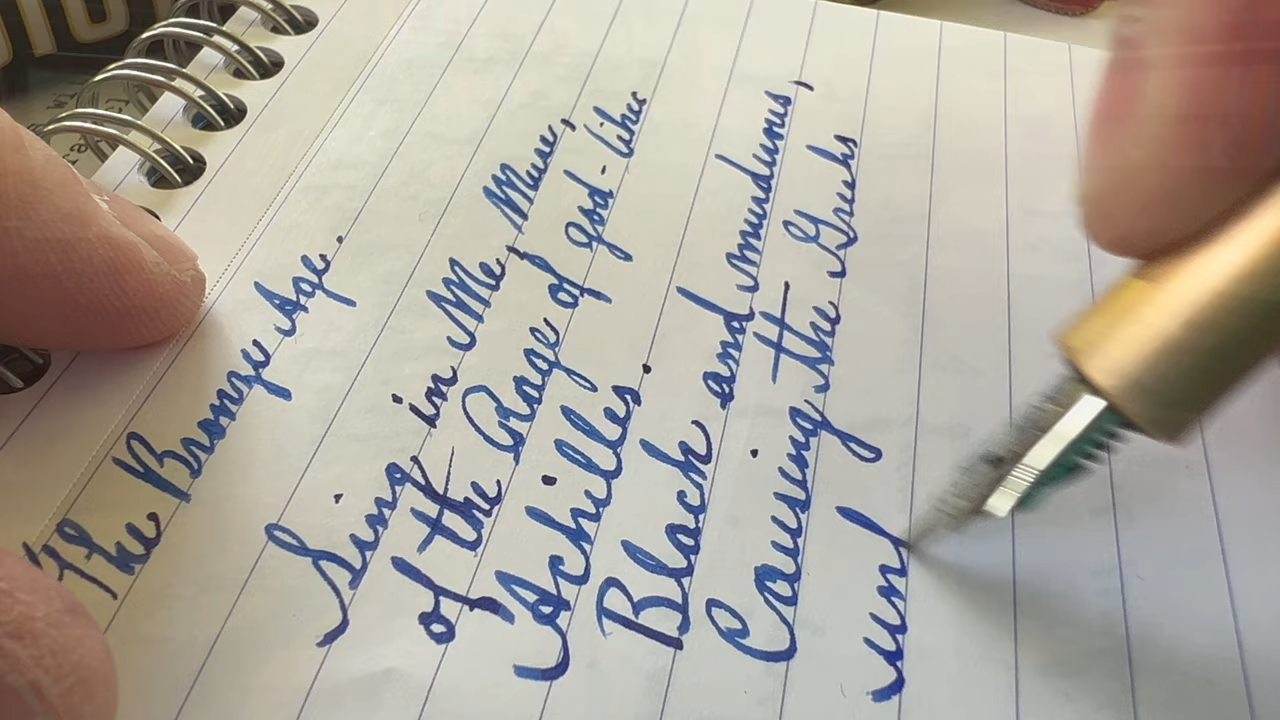 The Bronze Age.
Sing in Me, Muse,
of the Rage of god-like
Achilles.
Black and murderous,
Causing the Greeks